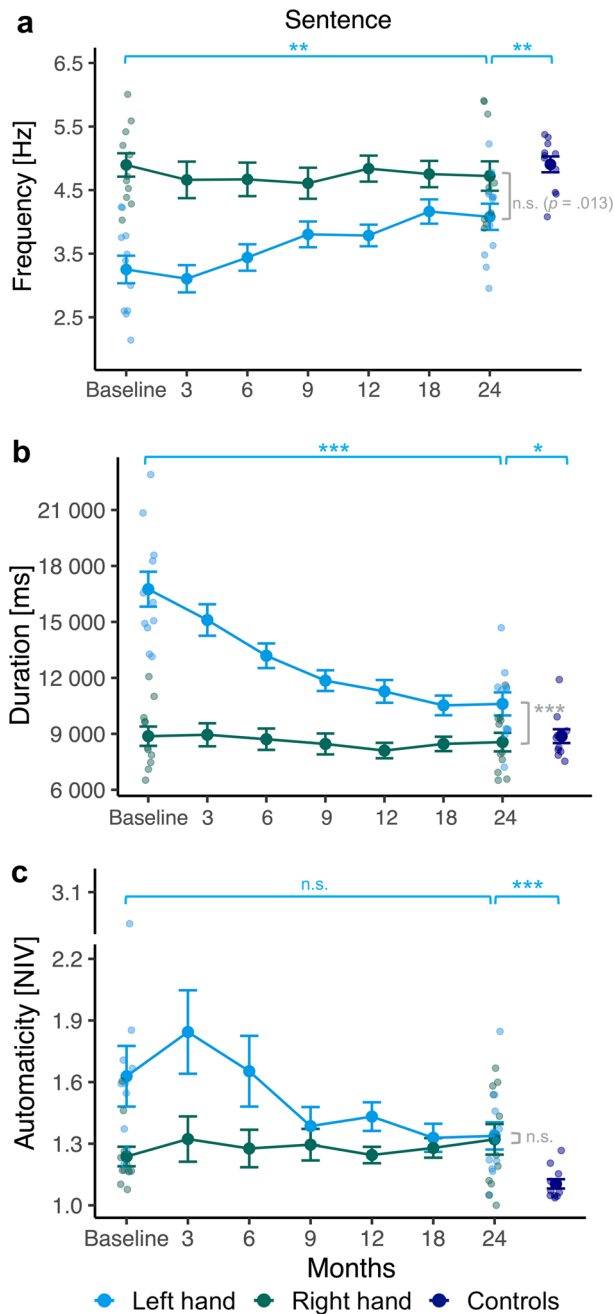 a
Sentence
**
**
6.5
5.5
4.5
3.5
2.5
Frequency [Hz]
n.s. (p = .013)
Baseline 3 6 9 12 18 24
b
***
*
21 000
18 000
15 000
12 000
9 000
6 000
Duration [ms]
***
Baseline 3 6 9 12 18 24
c
n.s.
***
3.1
2.2
1.9
1.6
1.3
1.0
Automaticity [NIV]
n.s.
Baseline 3 6 9 12 18 24
Months
Left hand Right hand Controls